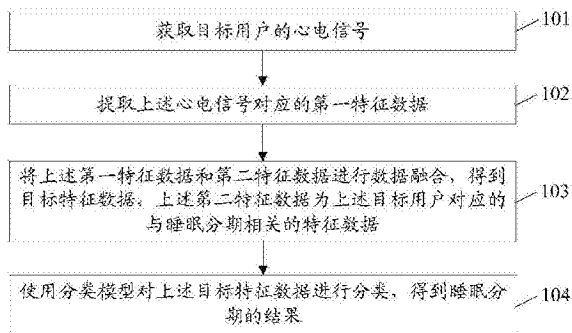 获取目标用户的心电信号
101
提取上述心电信号对应的第一特征数据
102
将上述第一特征数据和第二特征数据进行数据融合，得到
目标特征数据，上述第二特征数据为上述目标用户对应的
与睡眠分期相关的特征数据
103
使用分类模型对上述目标特征数据进行分类，得到睡眠分
期的结果
104